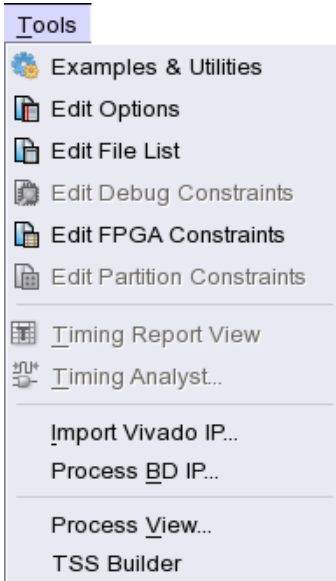 Tools
Examples & Utilities
Edit Options
Edit File List
Edit Debug Constraints
Edit FPGA Constraints
Edit Partition Constraints
Timing Report View
Timing Analyst...
Import Vivado IP...
Process BD IP...
Process View...
TSS Builder